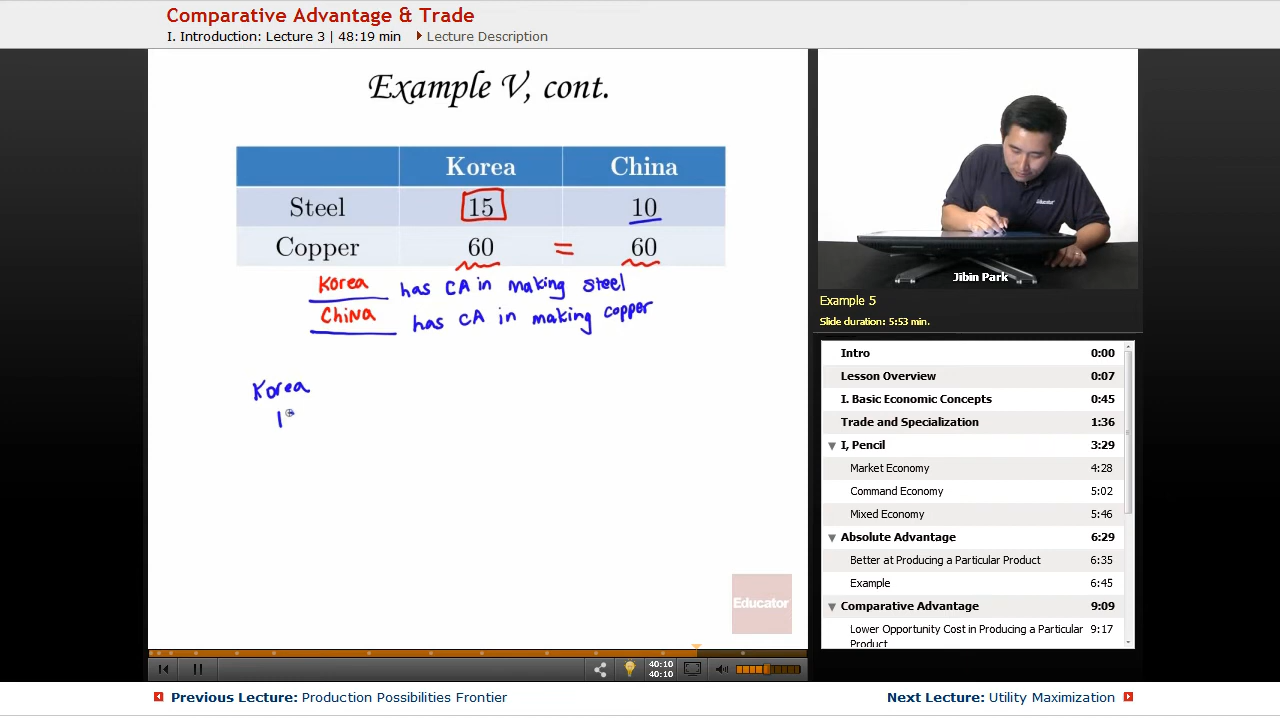 Comparative Advantage & Trade
I. Introduction: Lecture 3 | 48:19 min Lecture Description
Example V, cont.
Korea China
Steel 15 10
Copper 60 = 60
Korea has CA in making steel
China has CA in making copper
Korea
1
Educator
Educator
Jibin Park
Example 5
Slide duration: 5:53 min.
Intro 0:00
Lesson Overview 0:07
I. Basic Economic Concepts 0:45
Trade and Specialization 1:36
I, Pencil 3:29
Market Economy 4:28
Command Economy 5:02
Mixed Economy 5:46
Absolute Advantage 6:29
Better at Producing a Particular Product 6:35
Example 6:45
Comparative Advantage 9:09
Lower Opportunity Cost in Producing a Particular 9:17
Product
40:10
40:10
Previous Lecture: Production Possibilities Frontier Next Lecture: Utility Maximization